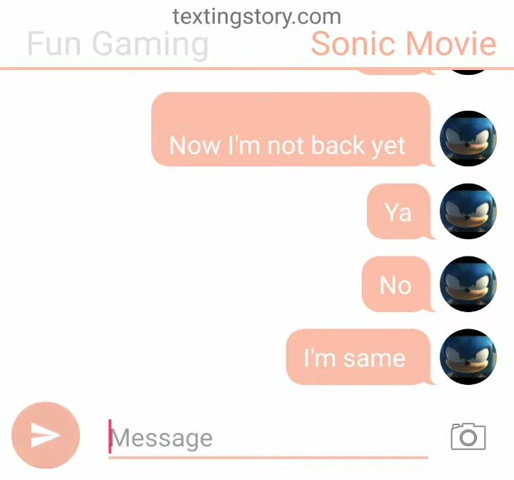 textingstory.com
Fun Gaming Sonic Movie
Now I'm not back yet
Ya
No
I'm same
Message